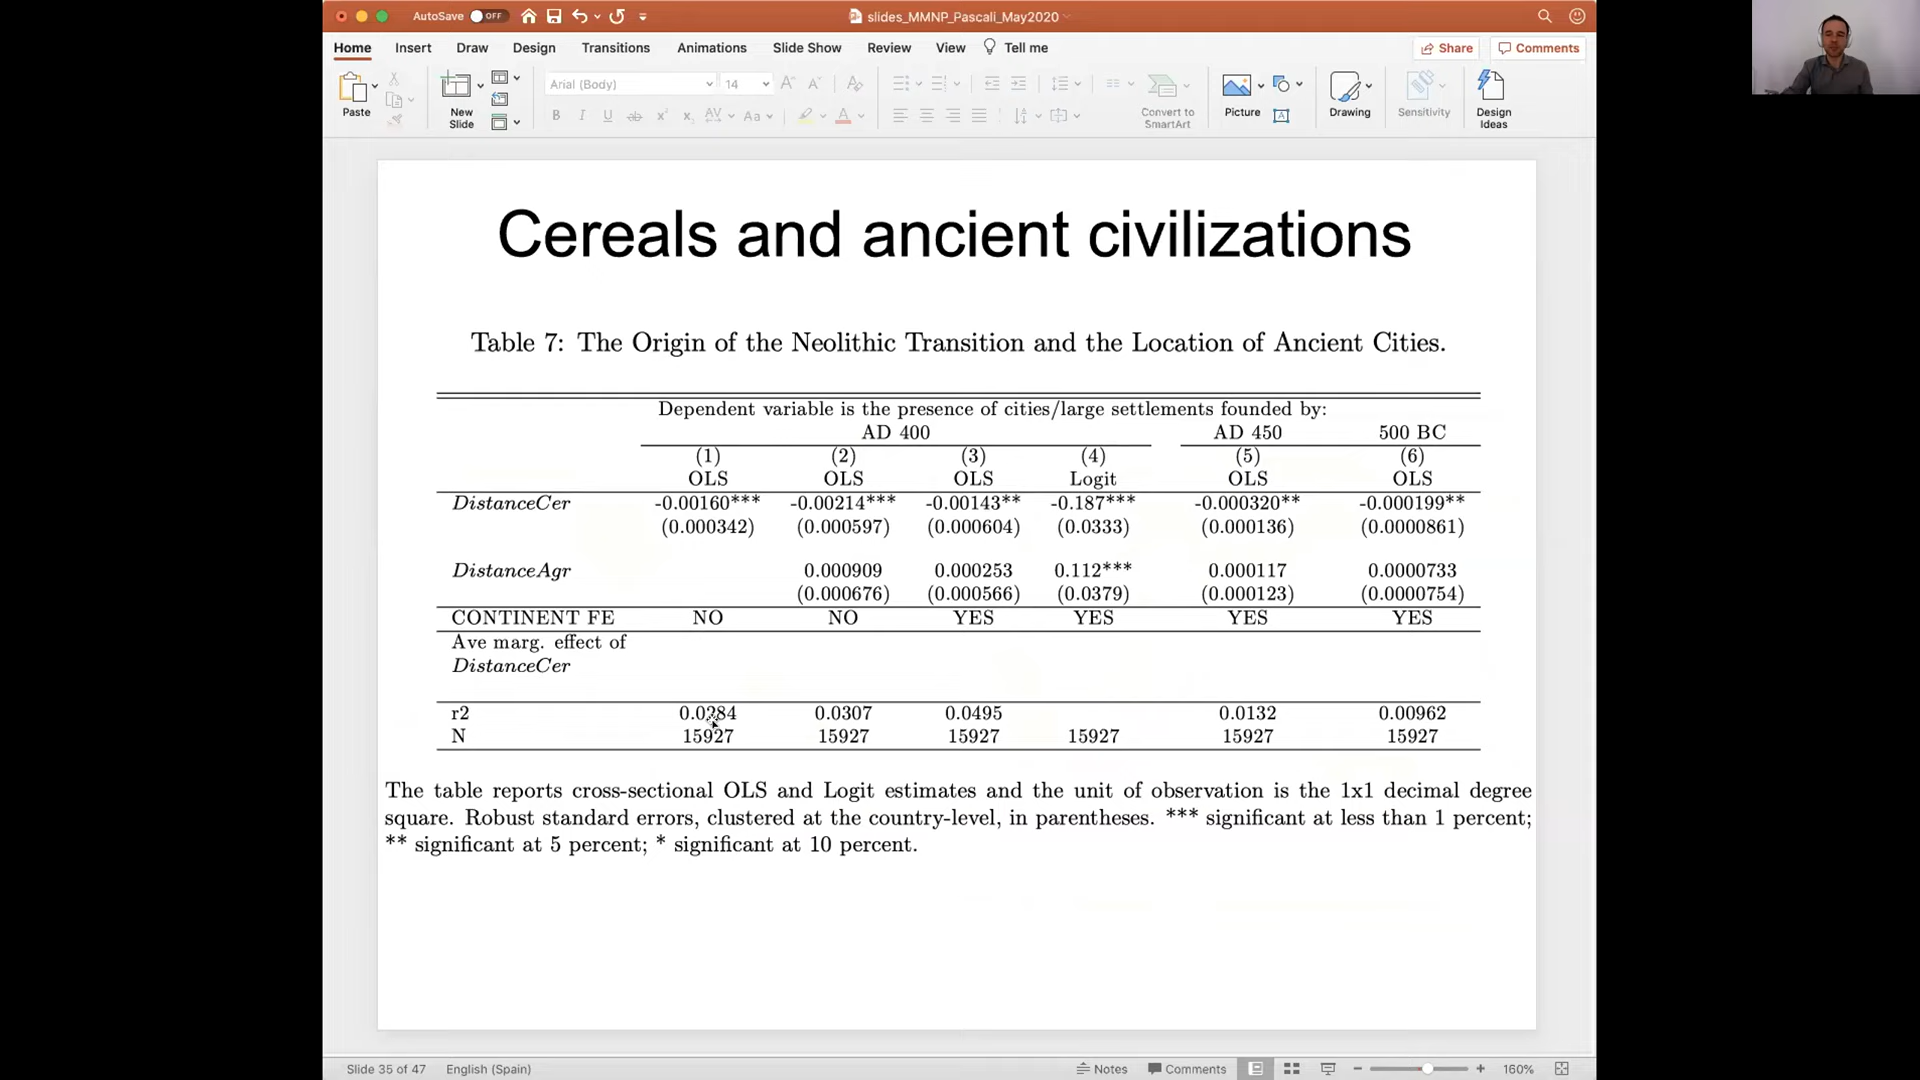 AutoSave OFF
slides_MMNP_Pascali_May2020
Home Insert Draw Design Transitions Animations Slide Show Review View Tell me Share Comments
Paste
New Slide
Arial (Body) 14
Convert to SmartArt
Picture
Drawing
Sensitivity
Design Ideas
Cereals and ancient civilizations
Table 7: The Origin of the Neolithic Transition and the Location of Ancient Cities.
Dependent variable is the presence of cities/large settlements founded by:
AD 400 AD 450 500 BC
(1) (2) (3) (4) (5) (6)
OLS OLS OLS Logit OLS OLS
DistanceCer -0.00160*** -0.00214*** -0.00143** -0.187*** -0.000320** -0.000199**
(0.000342) (0.000597) (0.000604) (0.0333) (0.000136) (0.0000861)
DistanceAgr 0.000909 0.000253 0.112*** 0.000117 0.0000733
(0.000676) (0.000566) (0.0379) (0.000123) (0.0000754)
CONTINENT FE NO NO YES YES YES YES
Ave marg. effect of
DistanceCer
r2 0.0284 0.0307 0.0495 0.0132 0.00962
N 15927 15927 15927 15927 15927 15927
The table reports cross-sectional OLS and Logit estimates and the unit of observation is the 1x1 decimal degree
square. Robust standard errors, clustered at the country-level, in parentheses. *** significant at less than 1 percent;
** significant at 5 percent; * significant at 10 percent.
Slide 35 of 47 English (Spain) Notes Comments 160%